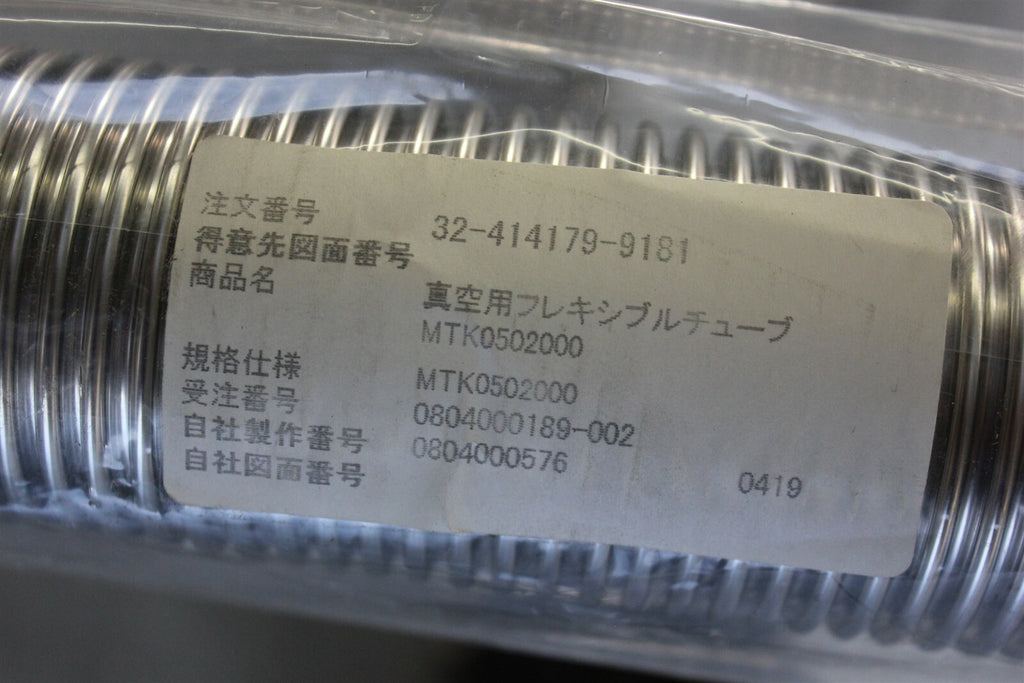 注文番号 32-414179-9181
得意先図面番号
商品名 真空用フレキシブルチューブ
MTK0502000
規格仕様 MTK0502000
受注番号 0804000189-002
自社製作番号 0804000576
自社図面番号 0419